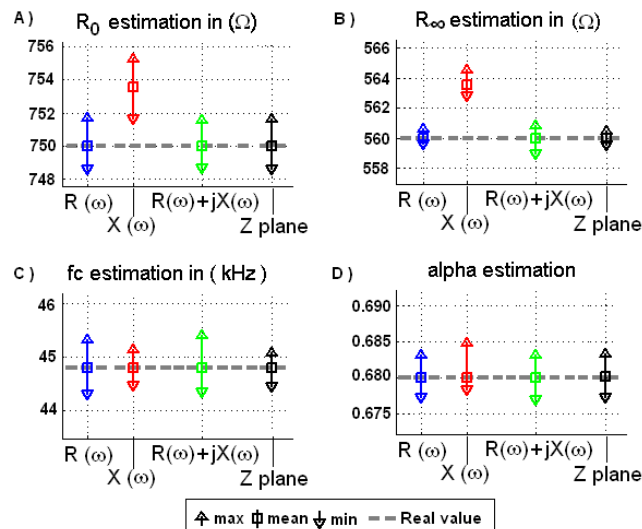 A )
R0 estimation in (Ω)
756
754
752
750
748
R (ω)
X (ω)
R(ω)+jX(ω)
Z plane
B )
R∞ estimation in (Ω)
566
564
562
560
558
R (ω)
X (ω)
R(ω)+jX(ω)
Z plane
C )
fc estimation in ( kHz)
46
45
44
R (ω)
X (ω)
R(ω)+jX(ω)
Z plane
D )
alpha estimation
0.690
0.685
0.680
0.675
R (ω)
X (ω)
R(ω)+jX(ω)
Z plane
max mean min Real value